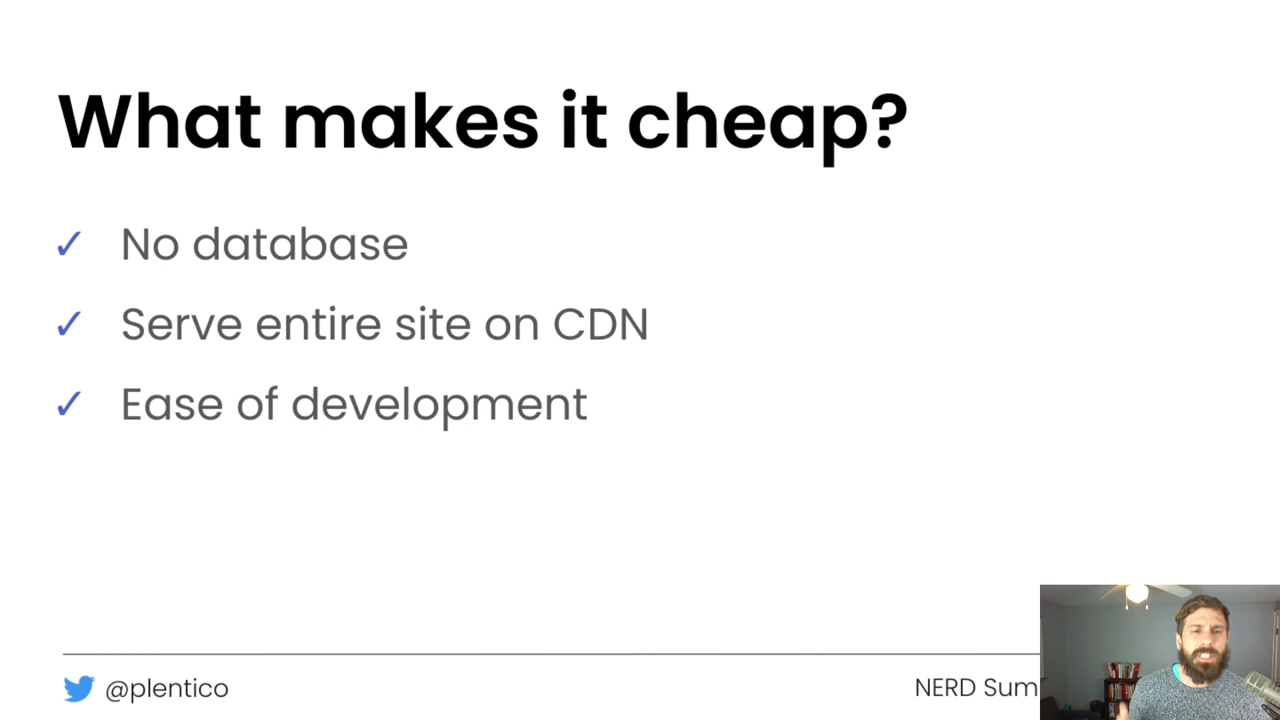 What makes it cheap?
✓ No database
✓ Serve entire site on CDN
✓ Ease of development
@plentico
NERD Sum